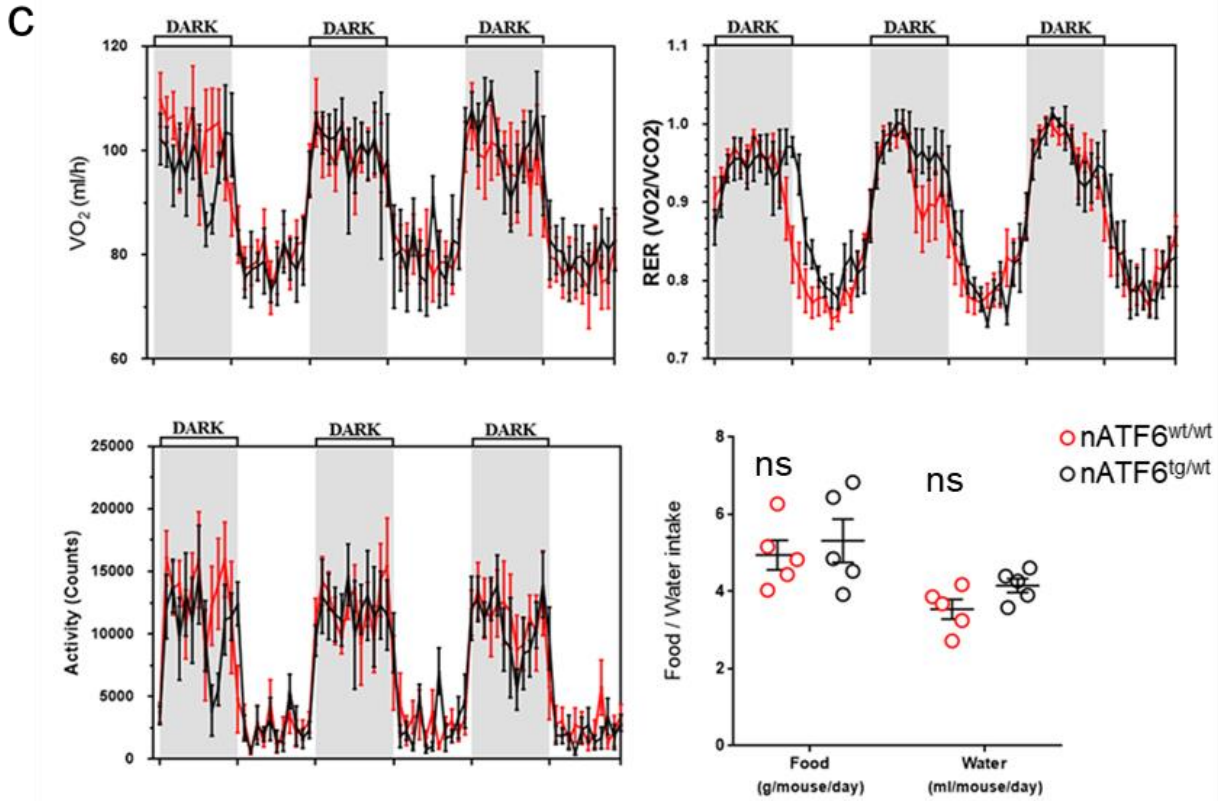 C
DARK DARK DARK
120
100
80
60
VO2 (ml/h)
DARK DARK DARK
1.1
1.0
0.9
0.8
0.7
RER (VO2/VCO2)
DARK DARK DARK
25000
20000
15000
10000
5000
0
Activity (Counts)
8
6
4
2
0
Food / Water intake
ns
ns
Food Water
(g/mouse/day) (ml/mouse/day)
nATF6wt/wt
nATF6tg/wt